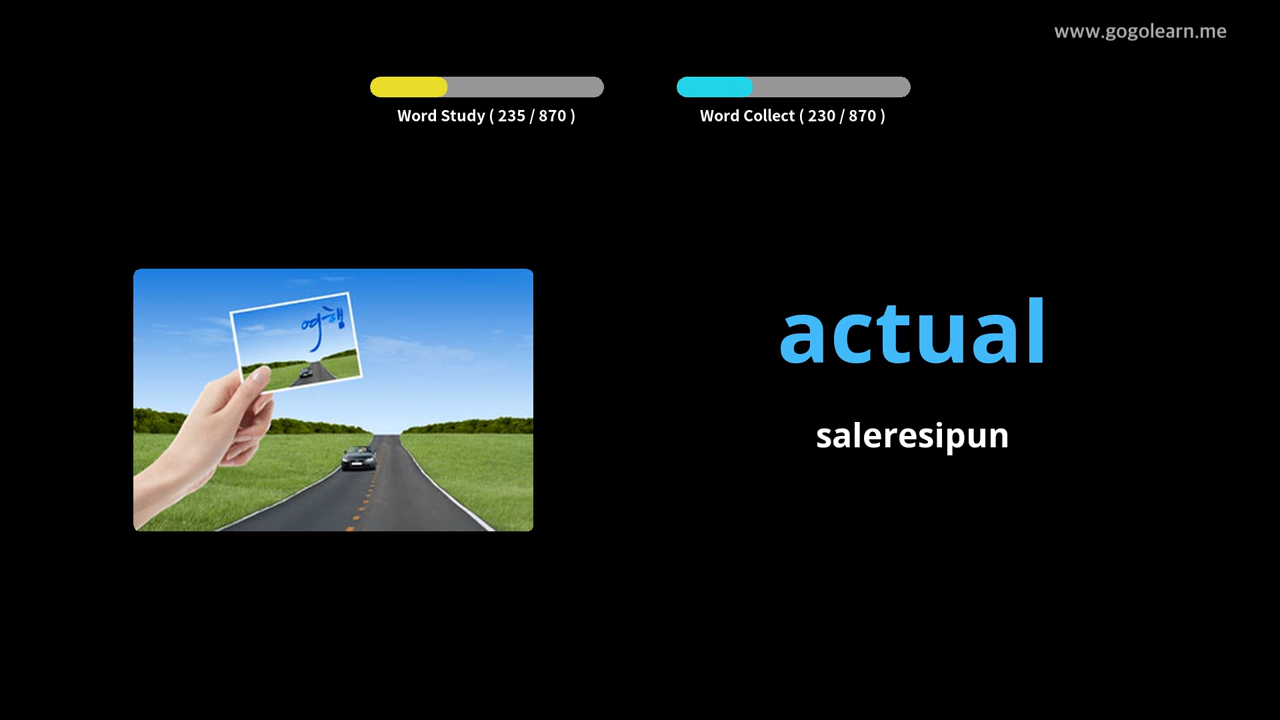 www.gogolearn.me
Word Study ( 235 / 870 )
Word Collect ( 230 / 870 )
여행
actual
saleresipun